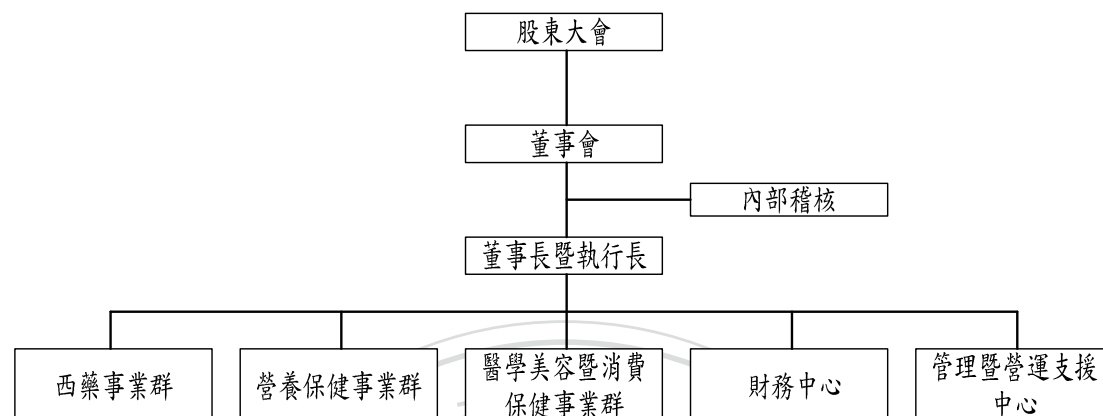 股東大會
董事會
內部稽核
董事長暨執行長
西藥事業群
營養保健事業群
醫學美容暨消費
保健事業群
財務中心
管理暨營運支援
中心